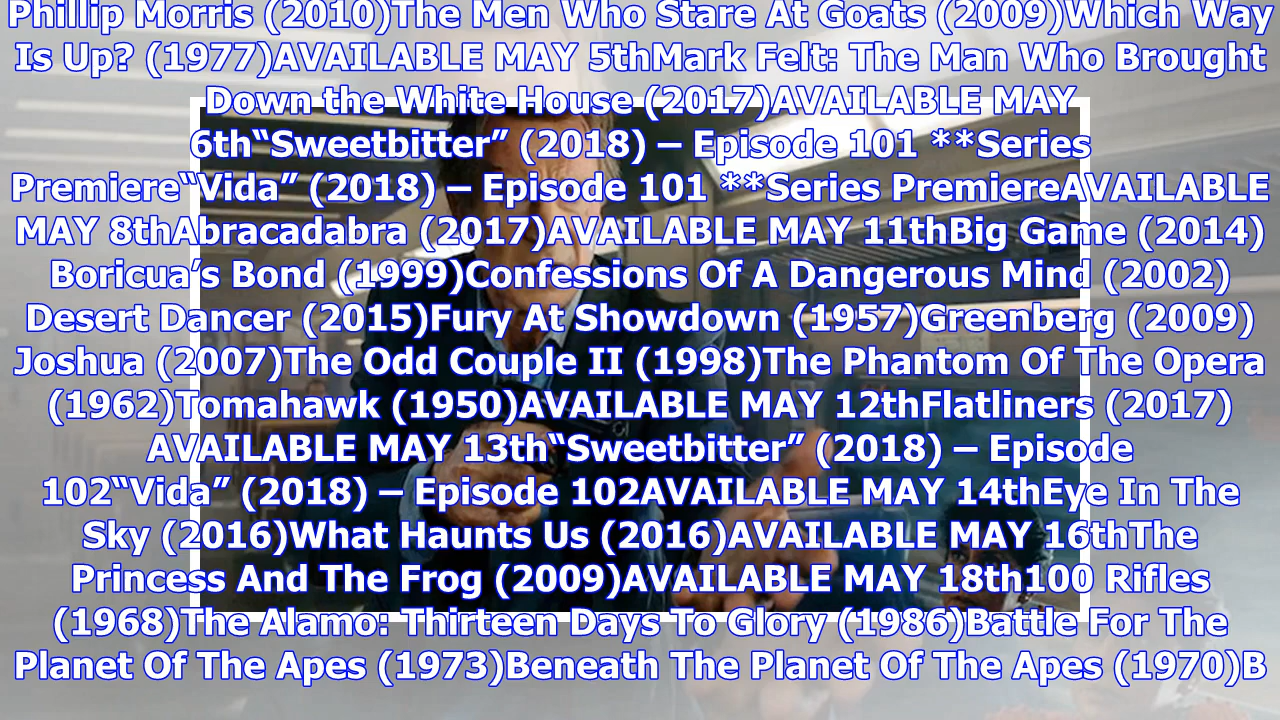 Phillip Morris (2010)The Men Who Stare At Goats (2009)Which Way
Is Up? (1977)AVAILABLE MAY 5thMark Felt: The Man Who Brought
Down the White House (2017)AVAILABLE MAY
6th“Sweetbitter” (2018) – Episode 101 **Series
Premiere“Vida” (2018) – Episode 101 **Series PremiereAVAILABLE
MAY 8thAbracadabra (2017)AVAILABLE MAY 11thBig Game (2014)
Boricua’s Bond (1999)Confessions Of A Dangerous Mind (2002)
Desert Dancer (2015)Fury At Showdown (1957)Greenberg (2009)
Joshua (2007)The Odd Couple II (1998)The Phantom Of The Opera
(1962)Tomahawk (1950)AVAILABLE MAY 12thFlatliners (2017)
AVAILABLE MAY 13th“Sweetbitter” (2018) – Episode
102“Vida” (2018) – Episode 102AVAILABLE MAY 14thEye In The
Sky (2016)What Haunts Us (2016)AVAILABLE MAY 16thThe
Princess And The Frog (2009)AVAILABLE MAY 18th100 Rifles
(1968)The Alamo: Thirteen Days To Glory (1986)Battle For The
Planet Of The Apes (1973)Beneath The Planet Of The Apes (1970)B